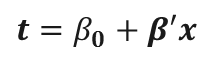 t = β₀ + β′x